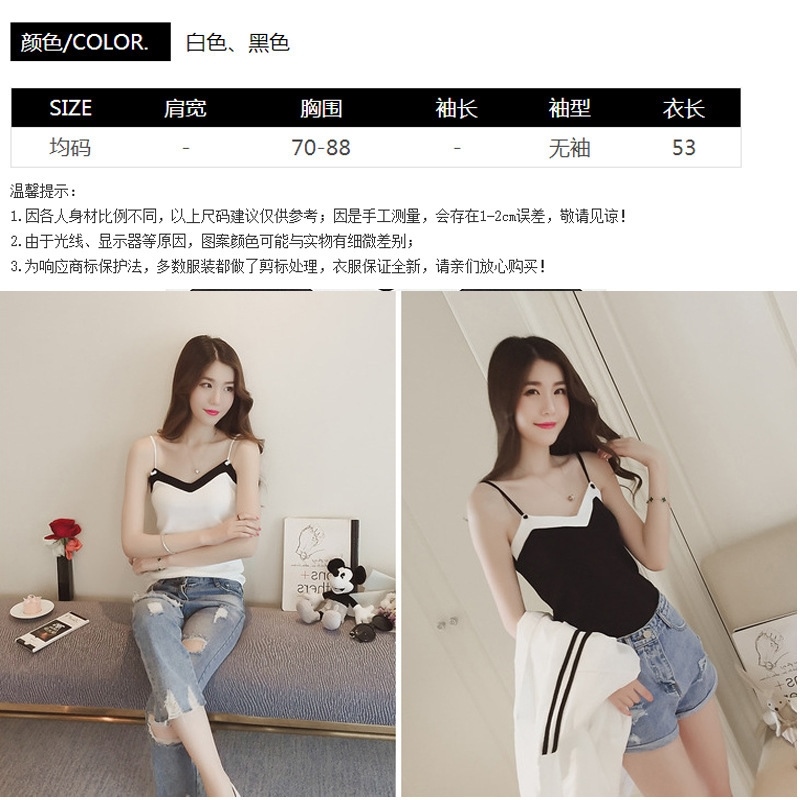 颜色/COLOR. 白色、黑色
SIZE 肩宽 胸围 袖长 袖型 衣长
均码 - 70-88 - 无袖 53
温馨提示：
1.因各人身材比例不同，以上尺码建议仅供参考；因是手工测量，会存在1-2cm误差，敬请见谅！
2.由于光线、显示器等原因，图案颜色可能与实物有细微差别；
3.为响应商标保护法，多数服装都做了剪标处理，衣服保证全新，请亲们放心购买！